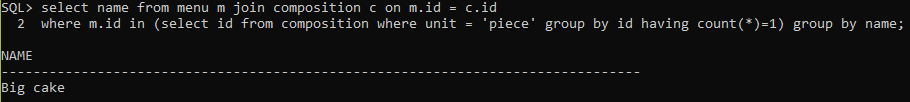 SQL> select name from menu m join composition c on m.id = c.id
  2  where m.id in (select id from composition where unit = 'piece' group by id having count(*)=1) group by name;
NAME
--------------------------------------------------------------------------------
Big cake